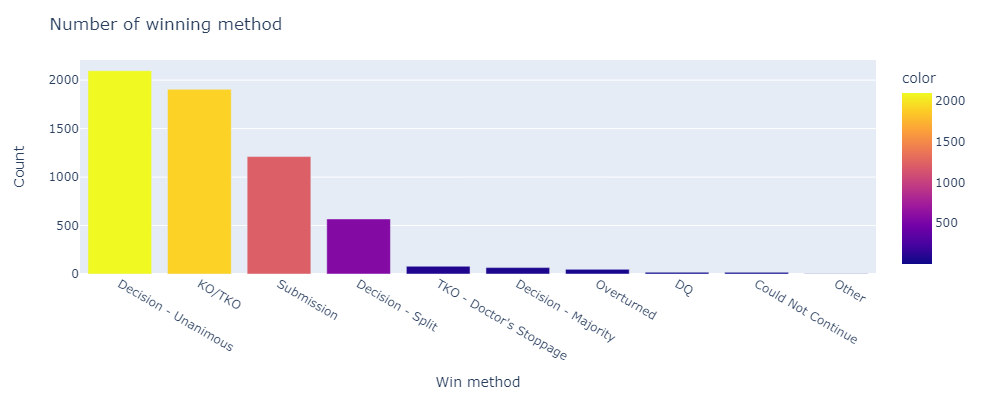 Number of winning method
2000
1500
1000
500
0
Count
Decision - Unanimous
KO/TKO
Submission
Decision - Split
TKO - Doctor's Stoppage
Decision - Majority
Overturned
DQ
Could Not Continue
Other
Win method
color
2000
1500
1000
500